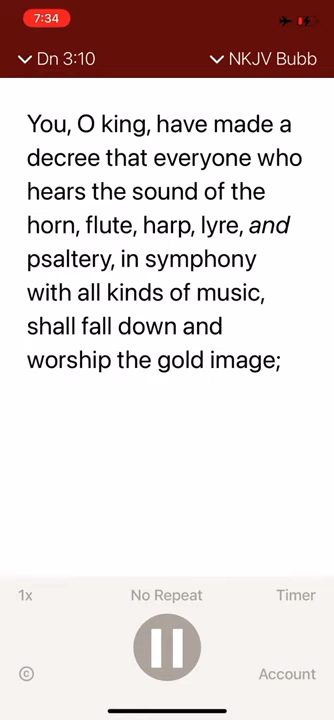 7:34
Dn 3:10 NKJV Bubb
You, O king, have made a
decree that everyone who
hears the sound of the
horn, flute, harp, lyre, and
psaltery, in symphony
with all kinds of music,
shall fall down and
worship the gold image;
1x No Repeat Timer
© Account